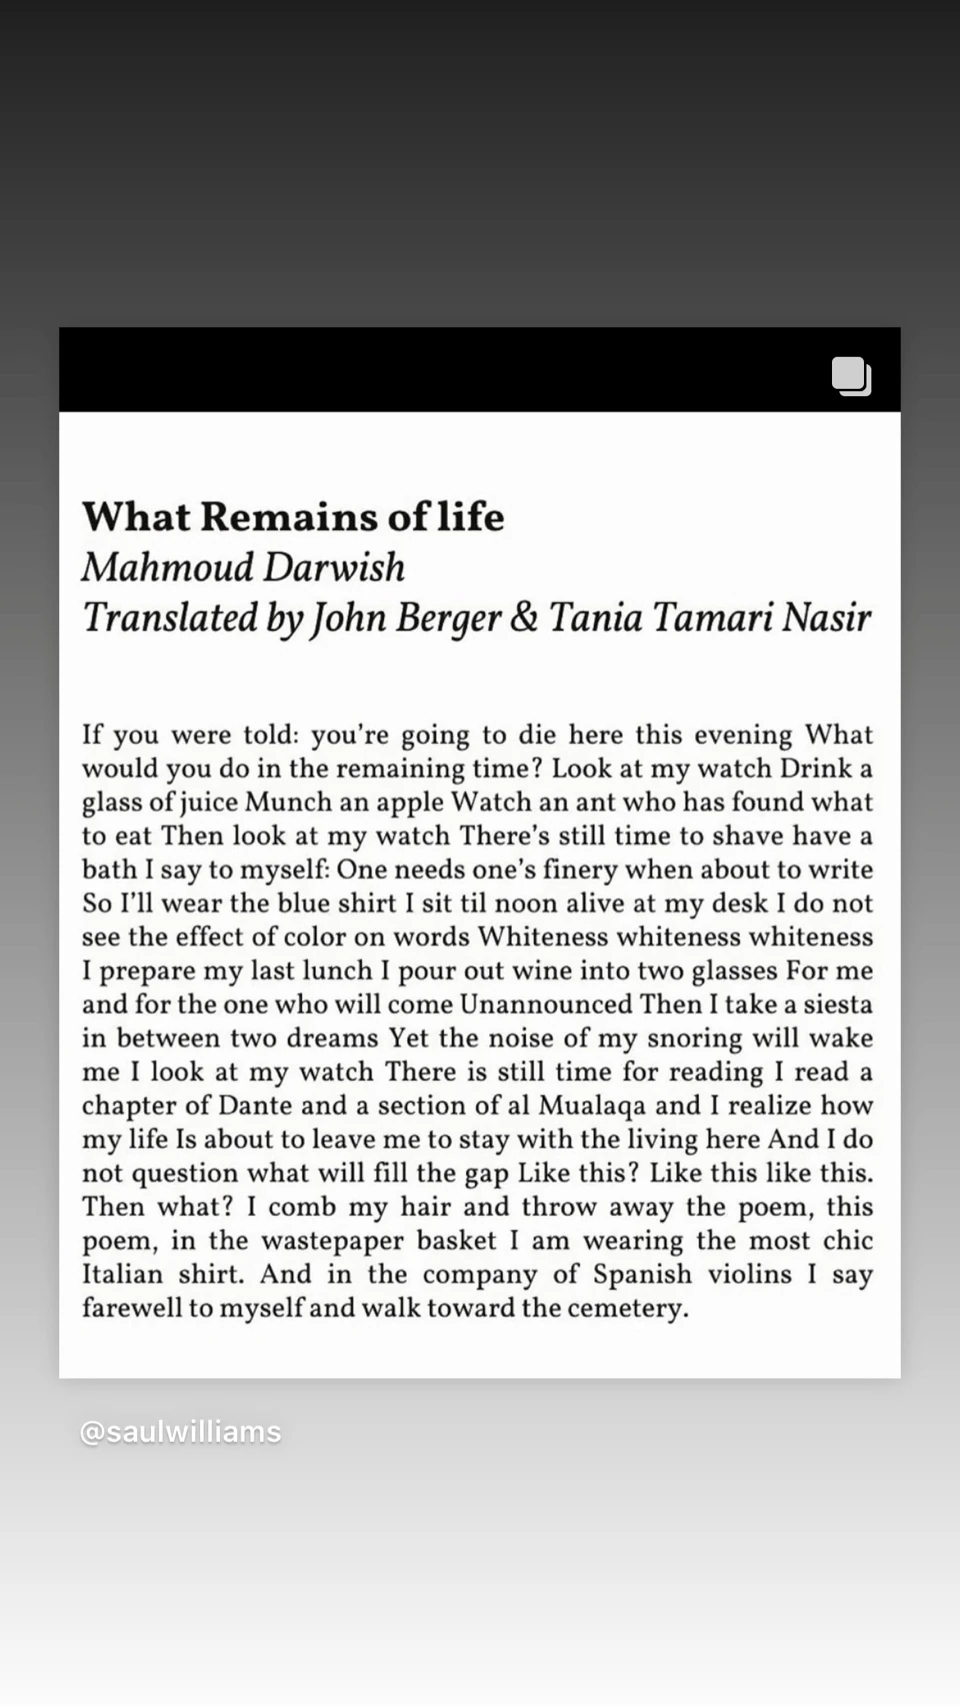 What Remains of life
Mahmoud Darwish
Translated by John Berger & Tania Tamari Nasir
If you were told: you're going to die here this evening What
would you do in the remaining time? Look at my watch Drink a
glass of juice Munch an apple Watch an ant who has found what
to eat Then look at my watch There's still time to shave have a
bath I say to myself: One needs one's finery when about to write
So I'll wear the blue shirt I sit til noon alive at my desk I do not
see the effect of color on words Whiteness whiteness whiteness
I prepare my last lunch I pour out wine into two glasses For me
and for the one who will come Unannounced Then I take a siesta
in between two dreams Yet the noise of my snoring will wake
me I look at my watch There is still time for reading I read a
chapter of Dante and a section of al Mualaqa and I realize how
my life Is about to leave me to stay with the living here And I do
not question what will fill the gap Like this? Like this like this.
Then what? I comb my hair and throw away the poem, this
poem, in the wastepaper basket I am wearing the most chic
Italian shirt. And in the company of Spanish violins I say
farewell to myself and walk toward the cemetery.
@saulwilliams